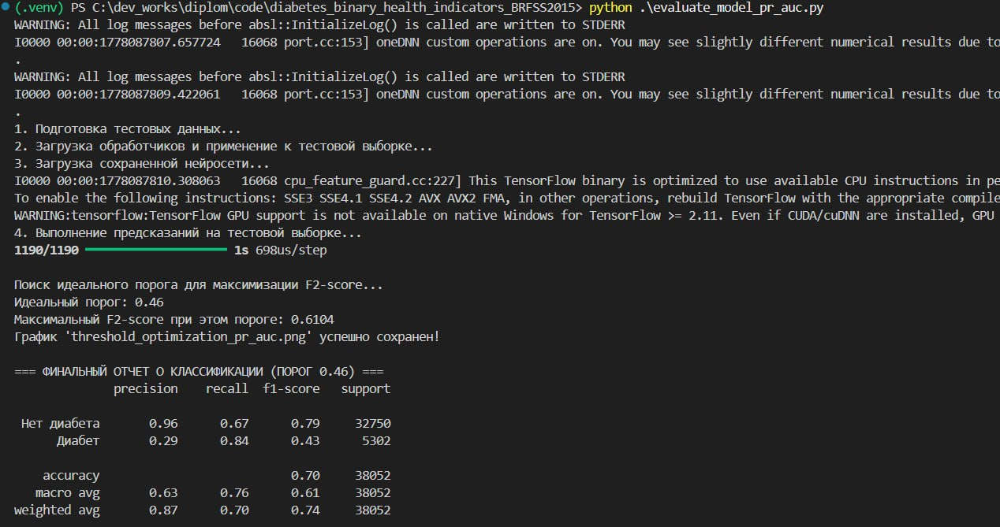 (.venv) PS C:\dev_works\diplom\code\diabetes_binary_health_indicators_BRFSS2015> python .\evaluate_model_pr_auc.py
WARNING: All log messages before absl::InitializeLog() is called are written to STDERR
I0000 00:00:1778087807.657724   16068 port.cc:153] oneDNN custom operations are on. You may see slightly different numerical results due to
.
WARNING: All log messages before absl::InitializeLog() is called are written to STDERR
I0000 00:00:1778087809.422061   16068 port.cc:153] oneDNN custom operations are on. You may see slightly different numerical results due to
.
1. Подготовка тестовых данных...
2. Загрузка обработчиков и применение к тестовой выборке...
3. Загрузка сохраненной нейросети...
I0000 00:00:1778087810.308063   16068 cpu_feature_guard.cc:227] This TensorFlow binary is optimized to use available CPU instructions in pe
To enable the following instructions: SSE3 SSE4.1 SSE4.2 AVX AVX2 FMA, in other operations, rebuild TensorFlow with the appropriate compile
WARNING:tensorflow:TensorFlow GPU support is not available on native Windows for TensorFlow >= 2.11. Even if CUDA/cuDNN are installed, GPU
4. Выполнение предсказаний на тестовой выборке...
1190/1190 1s 698us/step
Поиск идеального порога для максимизации F2-score...
Идеальный порог: 0.46
Максимальный F2-score при этом пороге: 0.6104
График 'threshold_optimization_pr_auc.png' успешно сохранен!
=== ФИНАЛЬНЫЙ ОТЧЕТ О КЛАССИФИКАЦИИ (ПОРОГ 0.46) ===
precision    recall  f1-score   support
Нет диабета       0.96      0.67      0.79     32750
Диабет       0.29      0.84      0.43      5302
accuracy                           0.70     38052
macro avg       0.63      0.76      0.61     38052
weighted avg       0.87      0.70      0.74     38052